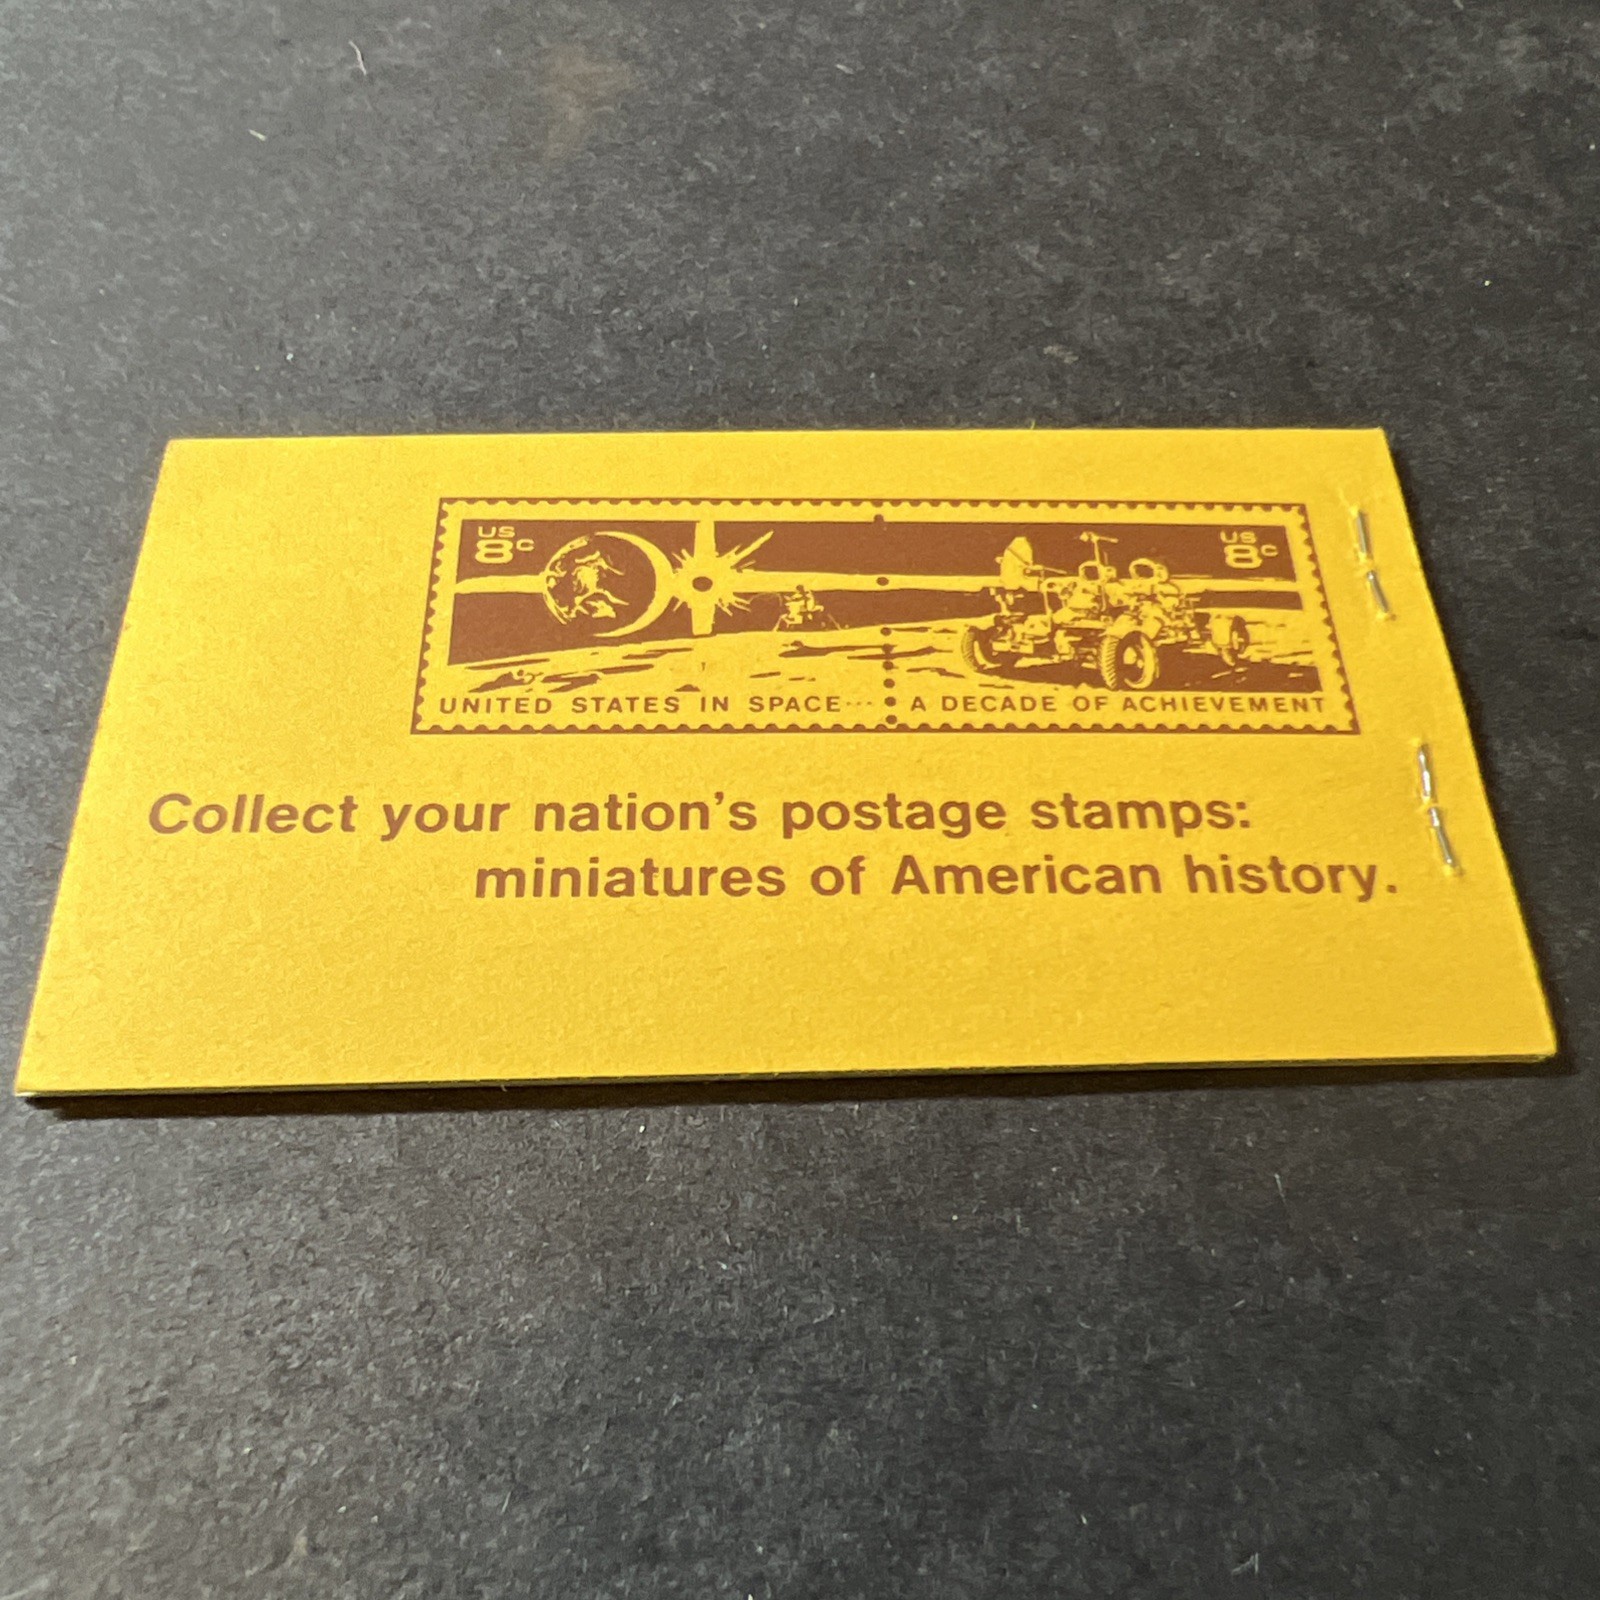 US
8c
US
8c
UNITED STATES IN SPACE... A DECADE OF ACHIEVEMENT
Collect your nation's postage stamps:
miniatures of American history.